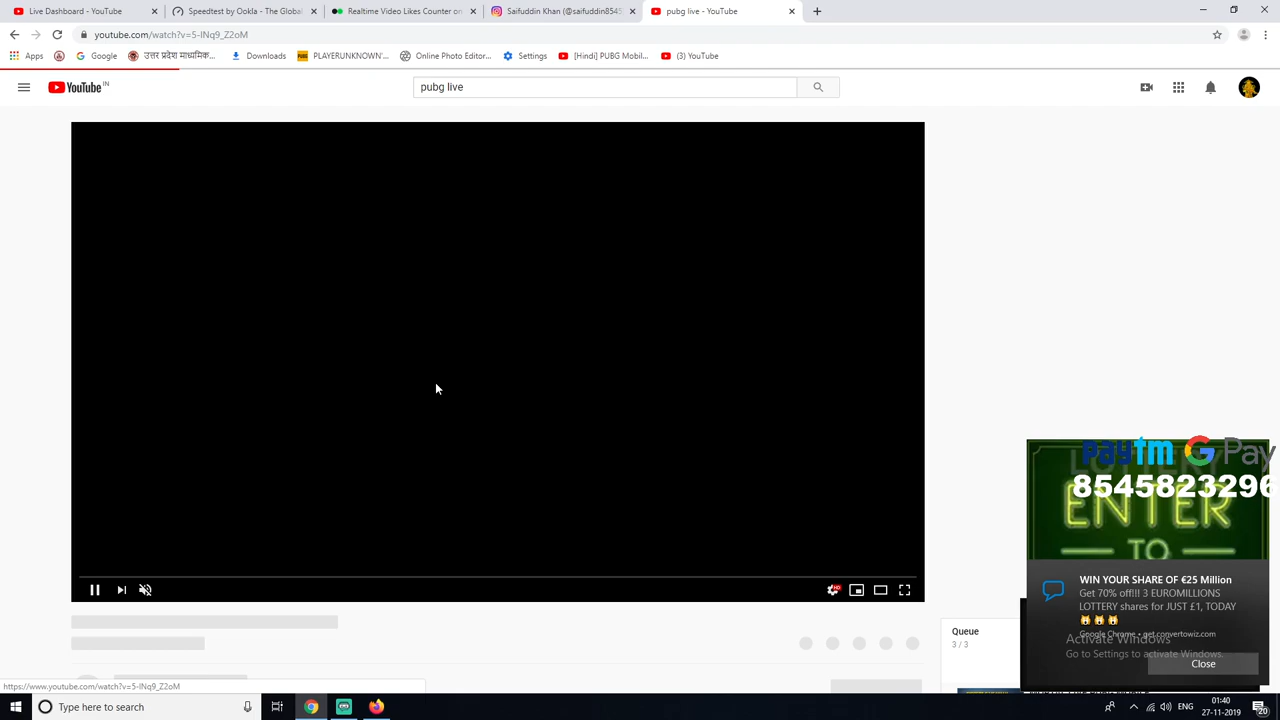 Live Dashboard - YouTube
Speedtest by Ookla - The Global
Realtime Video Likes Counter on
Saifuddin Khan (@saifuddin8545
pubg live - YouTube
youtube.com/watch?v=5-INq9_Z2oM
Apps
Google
उत्तर प्रदेश माध्यमिक...
Downloads
PLAYERUNKNOWN'...
Online Photo Editor...
Settings
[Hindi] PUBG Mobil...
(3) YouTube
YouTube IN
pubg live
HD
Queue
3 / 3
paytm G Pay
8545823296
ENTER
TO
WIN YOUR SHARE OF €25 Million
Get 70% off!!! 3 EUROMILLIONS
LOTTERY shares for JUST £1, TODAY
Google Chrome • get.convertowiz.com
Activate Windows
Go to Settings to activate Windows.
Close
https://www.youtube.com/watch?v=5-INq9_Z2oM
Type here to search
ENG
01:40
27-11-2019
20